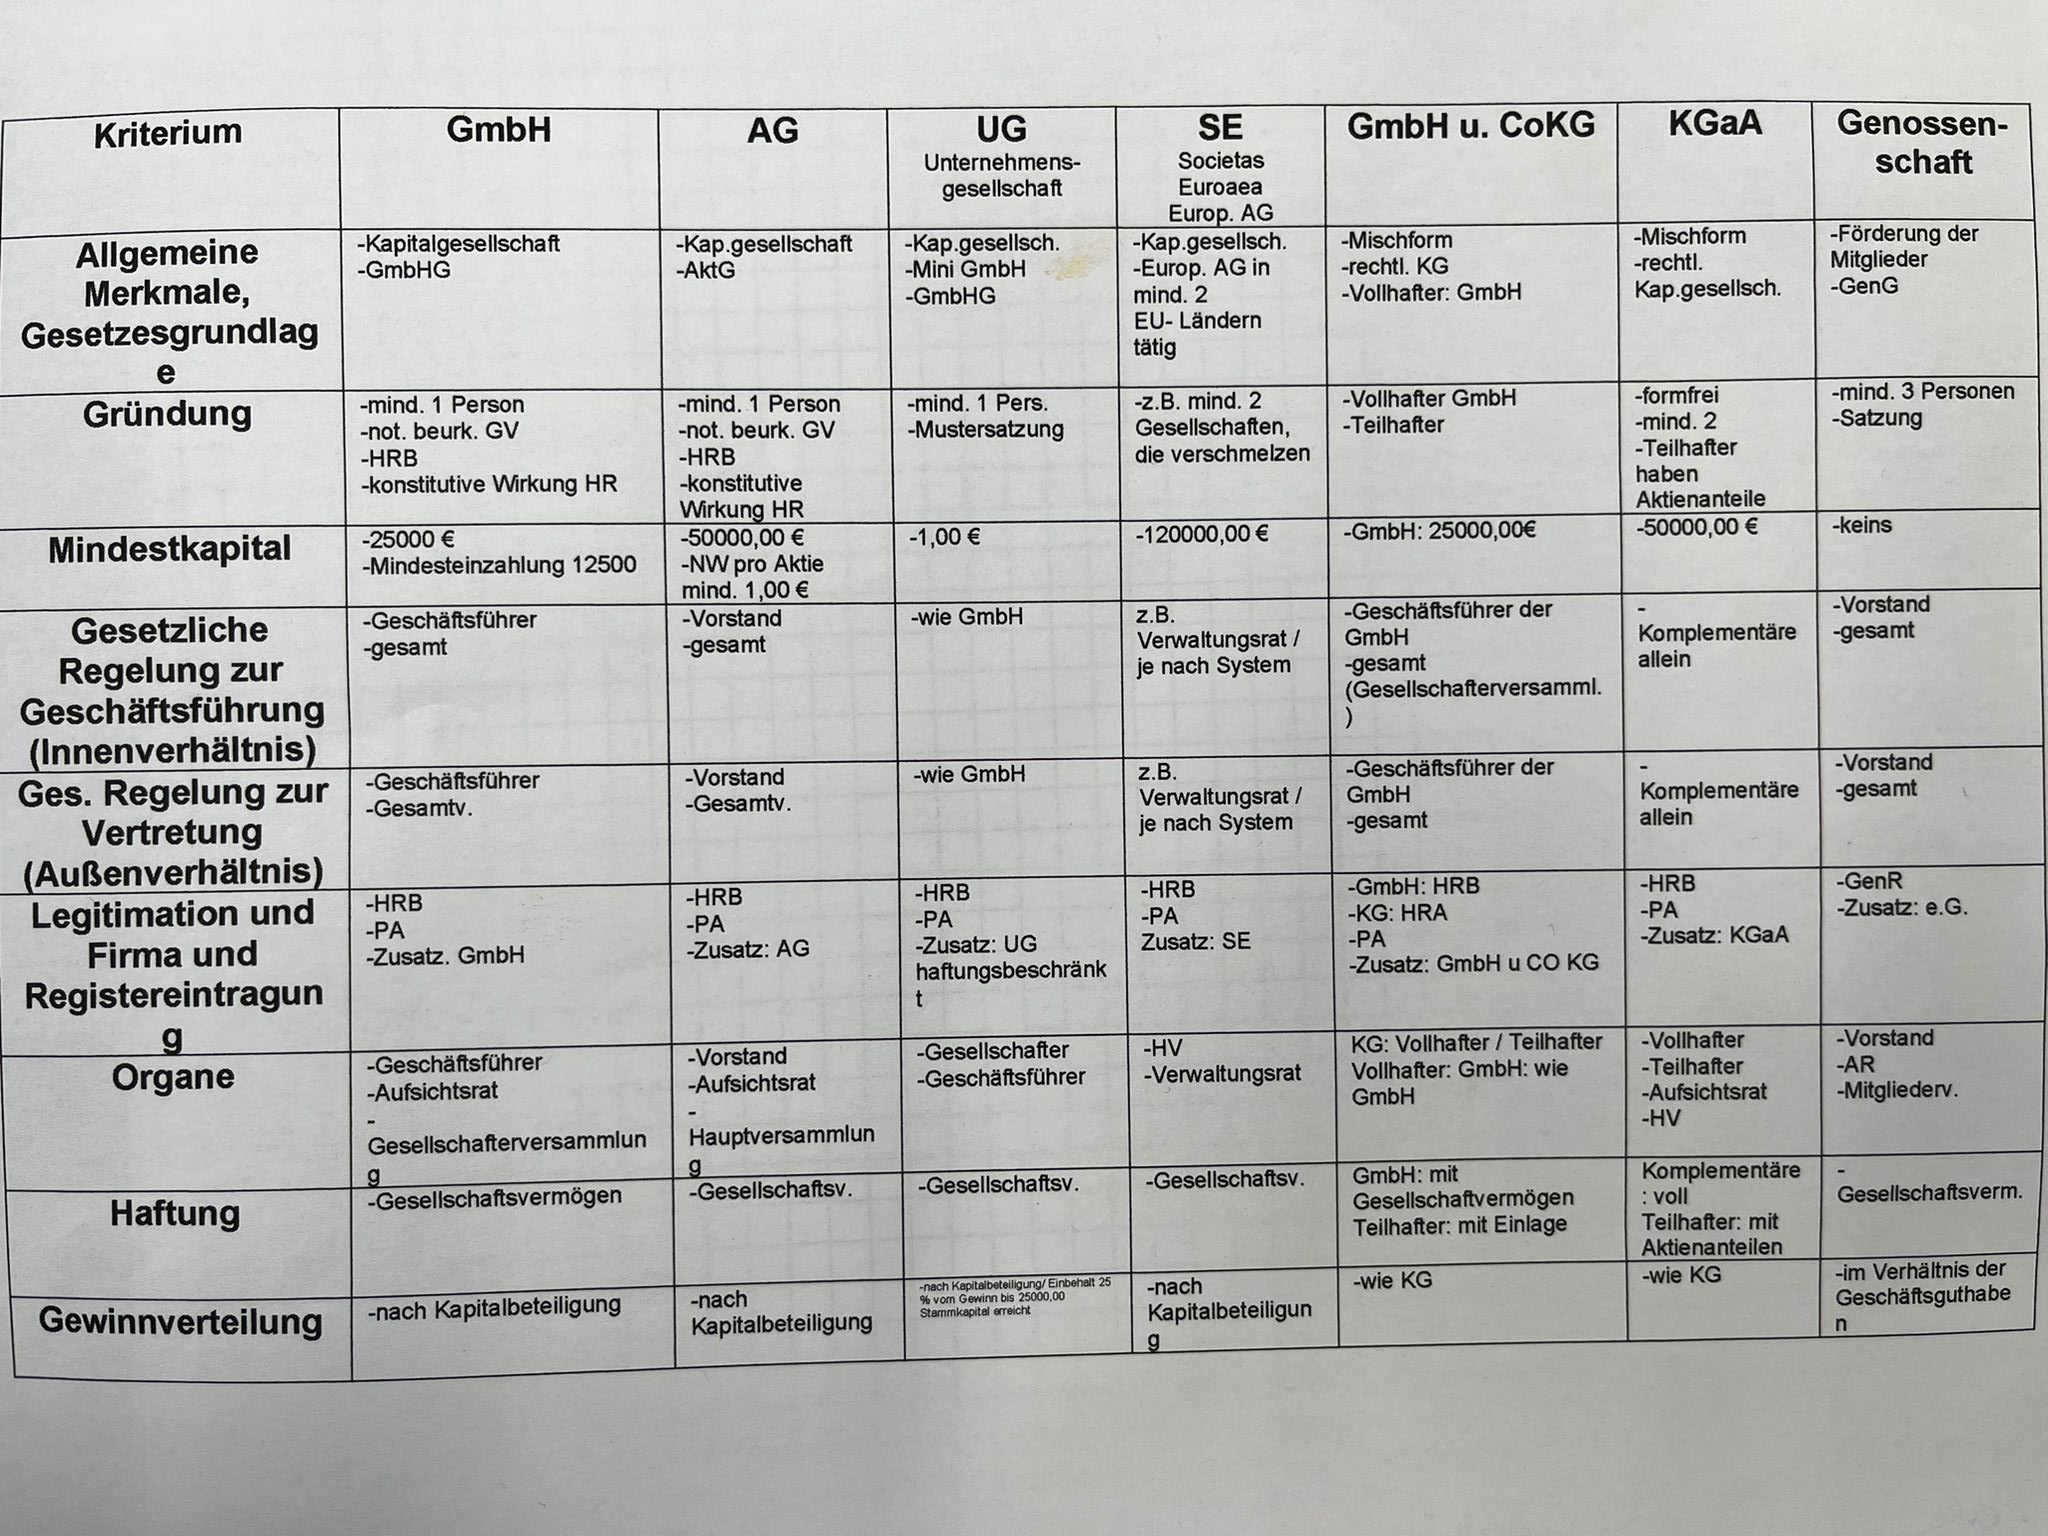 Kriterium
GmbH
AG
UG
Unternehmens-
gesellschaft
SE
Societas
Euroaea
Europ. AG
GmbH u. CoKG
KGaA
Genossen-
schaft
Allgemeine
Merkmale,
Gesetzesgrundlag
e
-Kapitalgesellschaft
-GmbHG
-Kap.gesellschaft
-AktG
-Kap.gesellsch.
-Mini GmbH
-GmbHG
-Kap.gesellsch.
-Europ. AG in
mind. 2
EU- Ländern
tätig
-Mischform
-rechtl. KG
-Vollhafter: GmbH
-Mischform
-rechtl.
Kap.gesellsch.
-Förderung der
Mitglieder
-GenG
Gründung
-mind. 1 Person
-not. beurk. GV
-HRB
-konstitutive Wirkung HR
-mind. 1 Person
-not. beurk. GV
-HRB
-konstitutive
Wirkung HR
-mind. 1 Pers.
-Mustersatzung
-z.B. mind. 2
Gesellschaften,
die verschmelzen
-Vollhafter GmbH
-Teilhafter
-formfrei
-mind. 2
-Teilhafter
haben
Aktienanteile
-mind. 3 Personen
-Satzung
Mindestkapital
-25000 €
-Mindesteinzahlung 12500
-50000,00 €
-NW pro Aktie
mind. 1,00 €
-1,00 €
-120000,00 €
-GmbH: 25000,00€
-50000,00 €
-keins
Gesetzliche
Regelung zur
Geschäftsführung
(Innenverhältnis)
-Geschäftsführer
-gesamt
-Vorstand
-gesamt
-wie GmbH
z.B.
Verwaltungsrat /
je nach System
-Geschäftsführer der
GmbH
-gesamt
(Gesellschafterversamml.
)
-
Komplementäre
allein
-Vorstand
-gesamt
Ges. Regelung zur
Vertretung
(Außenverhältnis)
-Geschäftsführer
-Gesamtv.
-Vorstand
-Gesamtv.
-wie GmbH
z.B.
Verwaltungsrat /
je nach System
-Geschäftsführer der
GmbH
-gesamt
-
Komplementäre
allein
-Vorstand
-gesamt
Legitimation und
Firma und
Registereintragun
g
-HRB
-PA
-Zusatz. GmbH
-HRB
-PA
-Zusatz: AG
-HRB
-PA
-Zusatz: UG
haftungsbeschränk
t
-HRB
-PA
Zusatz: SE
-GmbH: HRB
-KG: HRA
-PA
-Zusatz: GmbH u CO KG
-HRB
-PA
-Zusatz: KGaA
-GenR
-Zusatz: e.G.
Organe
-Geschäftsführer
-Aufsichtsrat
-
Gesellschafterversammlun
g
-Vorstand
-Aufsichtsrat
-
Hauptversammlun
g
-Gesellschafter
-Geschäftsführer
-HV
-Verwaltungsrat
KG: Vollhafter / Teilhafter
Vollhafter: GmbH: wie
GmbH
-Vollhafter
-Teilhafter
-Aufsichtsrat
-HV
-Vorstand
-AR
-Mitgliederv.
Haftung
-Gesellschaftsvermögen
-Gesellschaftsv.
-Gesellschaftsv.
-Gesellschaftsv.
GmbH: mit
Gesellschaftvermögen
Teilhafter: mit Einlage
Komplementäre
: voll
Teilhafter: mit
Aktienanteilen
-
Gesellschaftsverm.
Gewinnverteilung
-nach Kapitalbeteiligung
-nach
Kapitalbeteiligung
-nach Kapitalbeteiligung/ Einbehalt 25
% vom Gewinn bis 25000,00
Stammkapital erreicht
-nach
Kapitalbeteiligun
g
-wie KG
-wie KG
-im Verhältnis der
Geschäftsguthabe
n